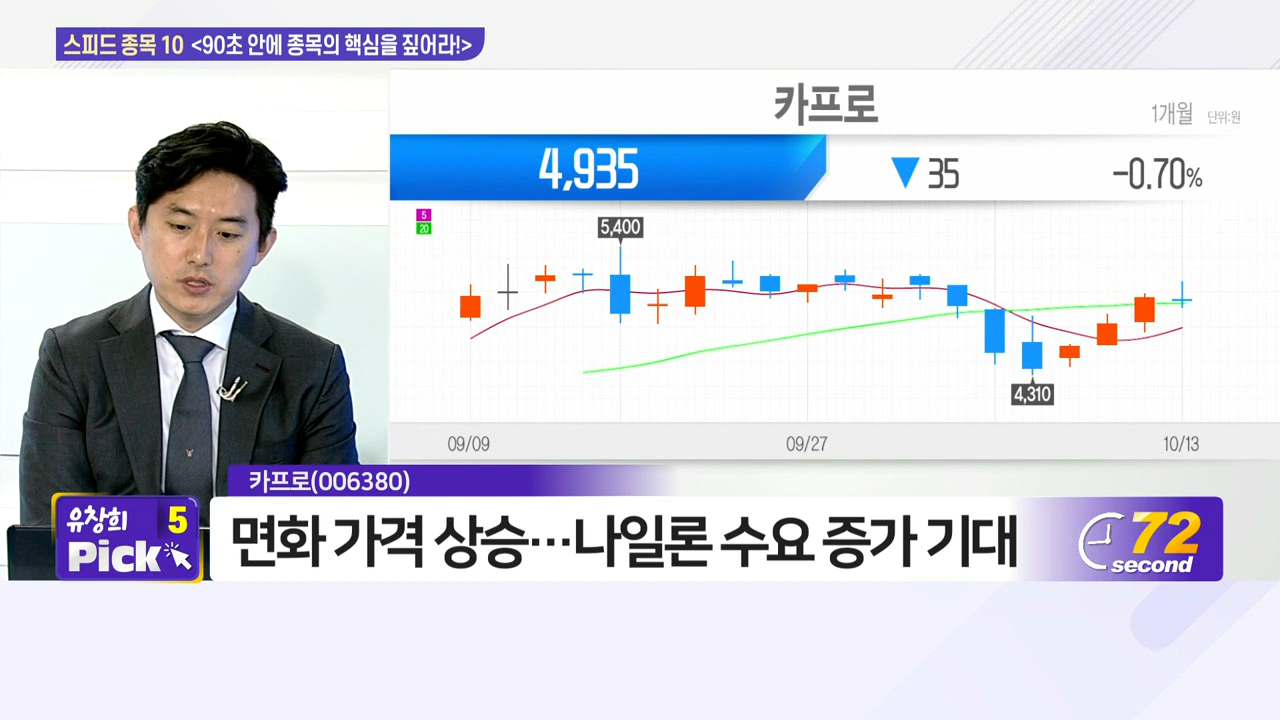 스피드 종목 10 <90초 안에 종목의 핵심을 짚어라!>
카프로
1개월 단위:원
4,935 ▼ 35 -0.70%
5
20
5,400
4,310
09/09 09/27 10/13
카프로(006380)
유창희 5
Pick
면화 가격 상승…나일론 수요 증가 기대
72
second